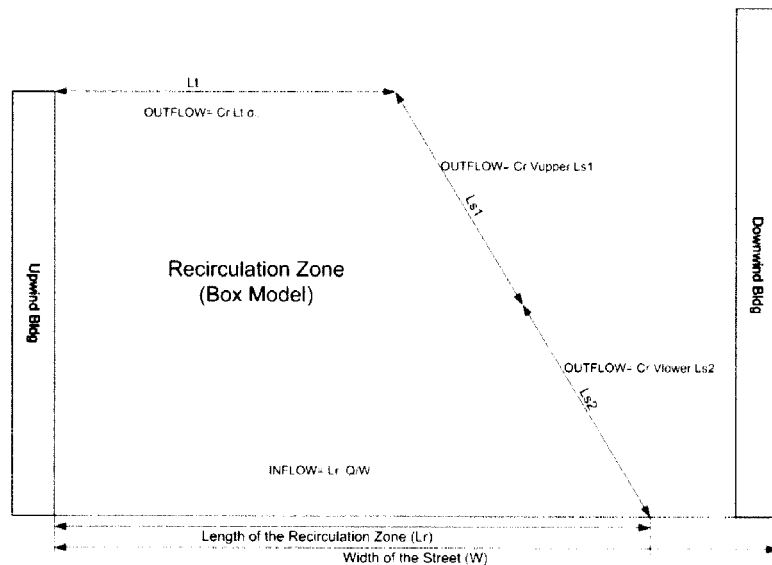 Lt
OUTFLOW= Cr Lt σ..
OUTFLOW= Cr Vupper Ls1
Ls1
Upwind Bldg
Downwind Bldg
Recirculation Zone
(Box Model)
OUTFLOW= Cr Vlower Ls2
Ls2
INFLOW= Lr Q/W
Length of the Recirculation Zone (Lr)
Width of the Street (W)